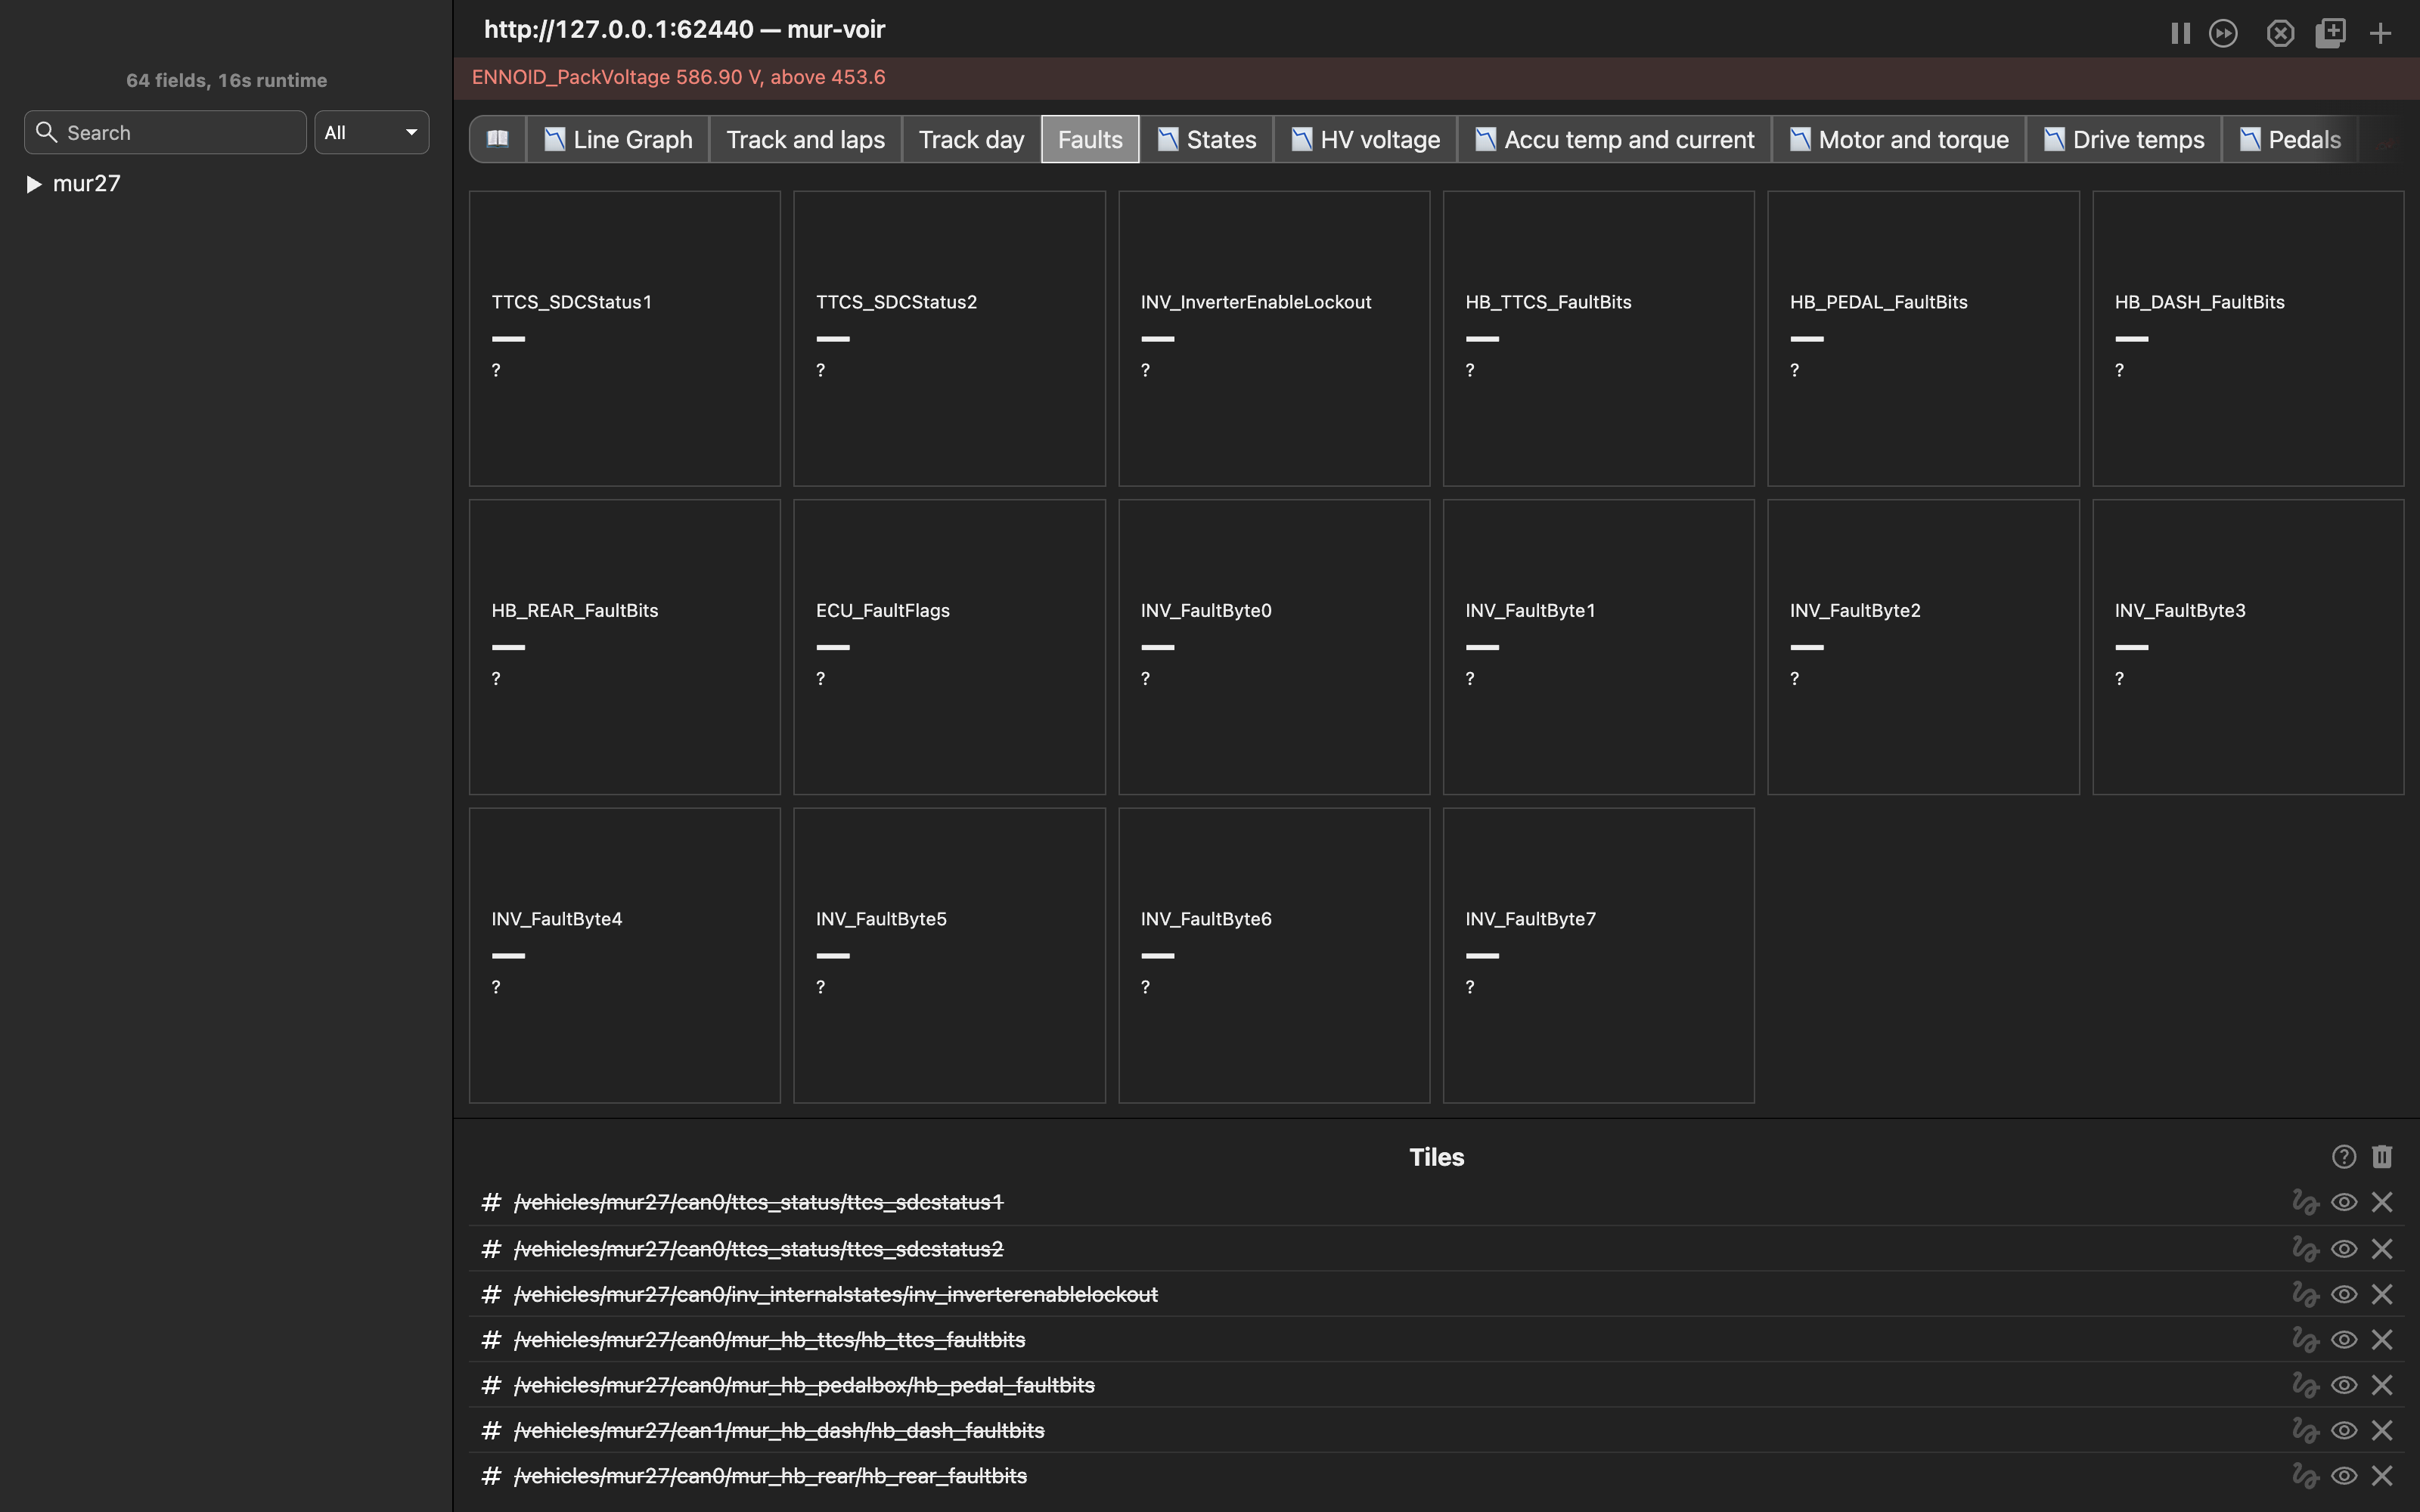 http://127.0.0.1:62440 — mur-voir
64 fields, 16s runtime
ENNOID_PackVoltage 586.90 V, above 453.6
Search
All
mur27
Line Graph
Track and laps
Track day
Faults
States
HV voltage
Accu temp and current
Motor and torque
Drive temps
Pedals
TTCS_SDCStatus1
—
?
TTCS_SDCStatus2
—
?
INV_InverterEnableLockout
—
?
HB_TTCS_FaultBits
—
?
HB_PEDAL_FaultBits
—
?
HB_DASH_FaultBits
—
?
HB_REAR_FaultBits
—
?
ECU_FaultFlags
—
?
INV_FaultByte0
—
?
INV_FaultByte1
—
?
INV_FaultByte2
—
?
INV_FaultByte3
—
?
INV_FaultByte4
—
?
INV_FaultByte5
—
?
INV_FaultByte6
—
?
INV_FaultByte7
—
?
Tiles
# /vehicles/mur27/can0/ttcs_status/ttcs_sdcstatus1
# /vehicles/mur27/can0/ttcs_status/ttcs_sdcstatus2
# /vehicles/mur27/can0/inv_internalstates/inv_inverterenablelockout
# /vehicles/mur27/can0/mur_hb_ttcs/hb_ttcs_faultbits
# /vehicles/mur27/can0/mur_hb_pedalbox/hb_pedal_faultbits
# /vehicles/mur27/can1/mur_hb_dash/hb_dash_faultbits
# /vehicles/mur27/can0/mur_hb_rear/hb_rear_faultbits